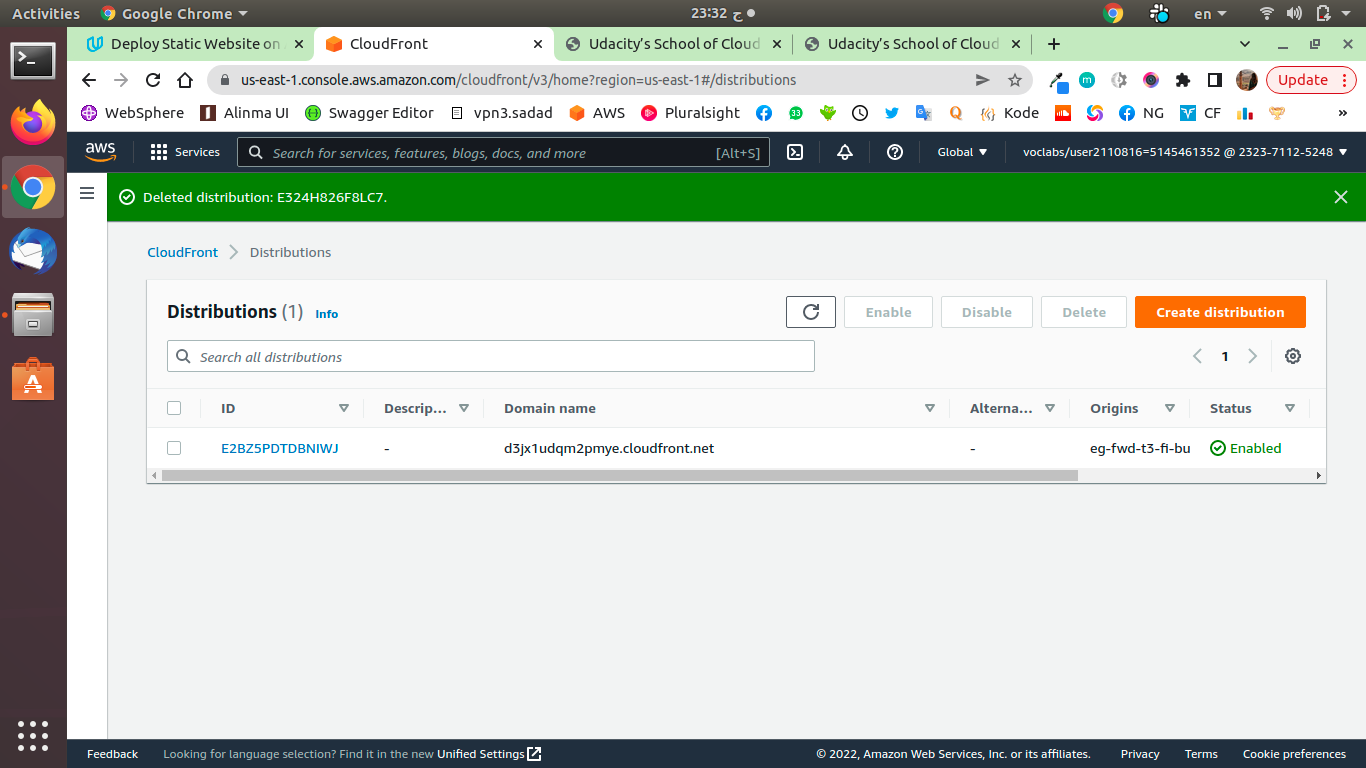 Activities
Google Chrome
23:32 ج
en
Deploy Static Website on
CloudFront
Udacity's School of Cloud
Udacity's School of Cloud
us-east-1.console.aws.amazon.com/cloudfront/v3/home?region=us-east-1#/distributions
Update
WebSphere
Alinma UI
Swagger Editor
vpn3.sadad
AWS
Pluralsight
33
Kode
NG
CF
»
aws
Services
Search for services, features, blogs, docs, and more
[Alt+S]
Global
voclabs/user2110816=5145461352 @ 2323-7112-5248
Deleted distribution: E324H826F8LC7.
CloudFront
Distributions
Distributions (1)
Info
Enable
Disable
Delete
Create distribution
Search all distributions
1
ID
Descrip...
Domain name
Alterna...
Origins
Status
E2BZ5PDTDBNIWJ
-
d3jx1udqm2pmye.cloudfront.net
-
eg-fwd-t3-fi-bu
Enabled
Feedback
Looking for language selection? Find it in the new Unified Settings
© 2022, Amazon Web Services, Inc. or its affiliates.
Privacy
Terms
Cookie preferences